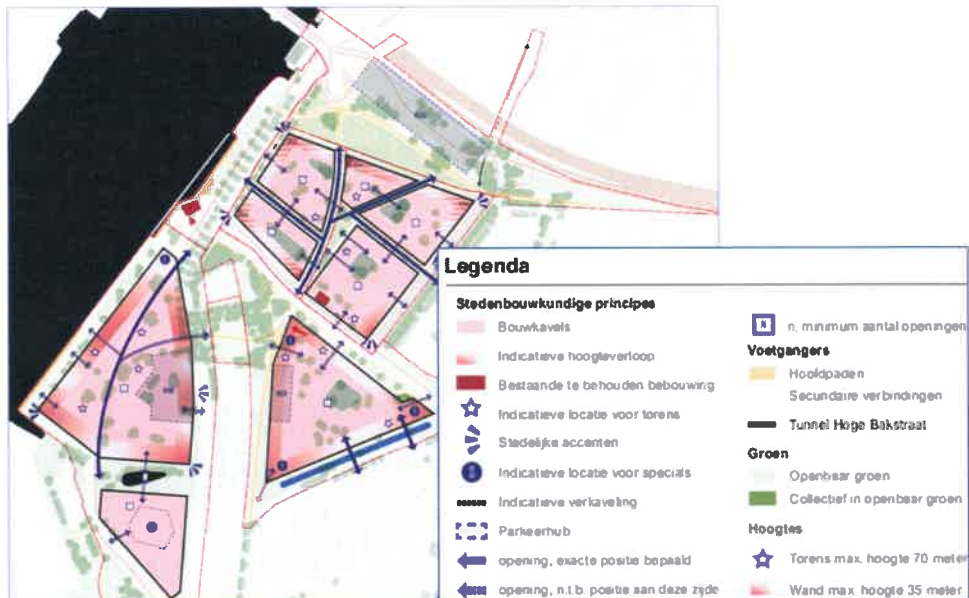 Legenda
Stedenbouwkundige principes
Bouwkavels
Indicatieve hoogteverloop
Bestaande te behouden bebouwing
Indicatieve locatie voor torens
Stedelijke accenten
Indicatieve locatie voor specials
Indicatieve verkaveling
Parkeerhub
opening, exacte positie bepaald
opening, n.t.b. positie aan deze zijde
N
n. minimum aantal openingen
Voetgangers
Hoofdpaden
Secundaire verbindingen
Tunnel Hoge Bakstraat
Groen
Openbaar groen
Collectief in openbaar groen
Hoogtes
Torens max. hoogte 70 meter
Wand max hoogte 35 meter